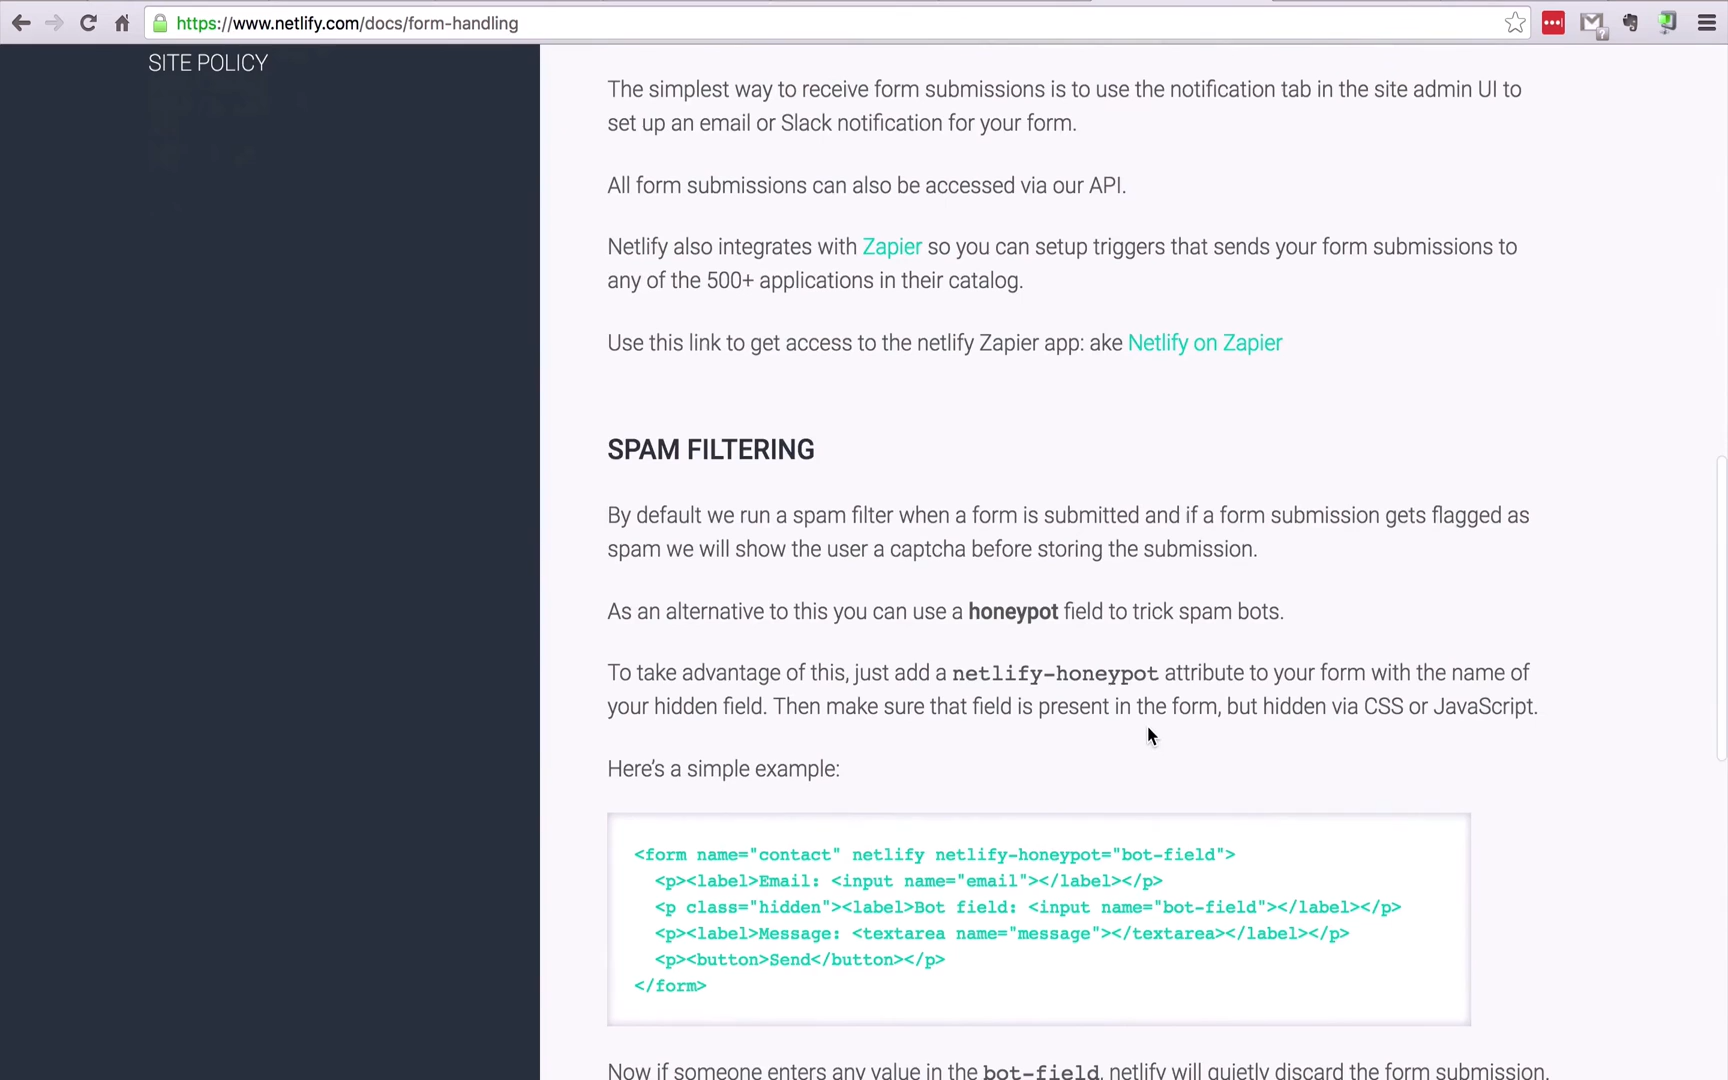 https://www.netlify.com/docs/form-handling
SITE POLICY
The simplest way to receive form submissions is to use the notification tab in the site admin UI to
set up an email or Slack notification for your form.
All form submissions can also be accessed via our API.
Netlify also integrates with Zapier so you can setup triggers that sends your form submissions to
any of the 500+ applications in their catalog.
Use this link to get access to the netlify Zapier app: ake Netlify on Zapier
SPAM FILTERING
By default we run a spam filter when a form is submitted and if a form submission gets flagged as
spam we will show the user a captcha before storing the submission.
As an alternative to this you can use a honeypot field to trick spam bots.
To take advantage of this, just add a netlify-honeypot attribute to your form with the name of
your hidden field. Then make sure that field is present in the form, but hidden via CSS or JavaScript.
Here’s a simple example:
<form name="contact" netlify netlify-honeypot="bot-field">
<p><label>Email: <input name="email"></label></p>
<p class="hidden"><label>Bot field: <input name="bot-field"></label></p>
<p><label>Message: <textarea name="message"></textarea></label></p>
<p><button>Send</button></p>
</form>
Now if someone enters any value in the bot-field, netlify will quietly discard the form submission.